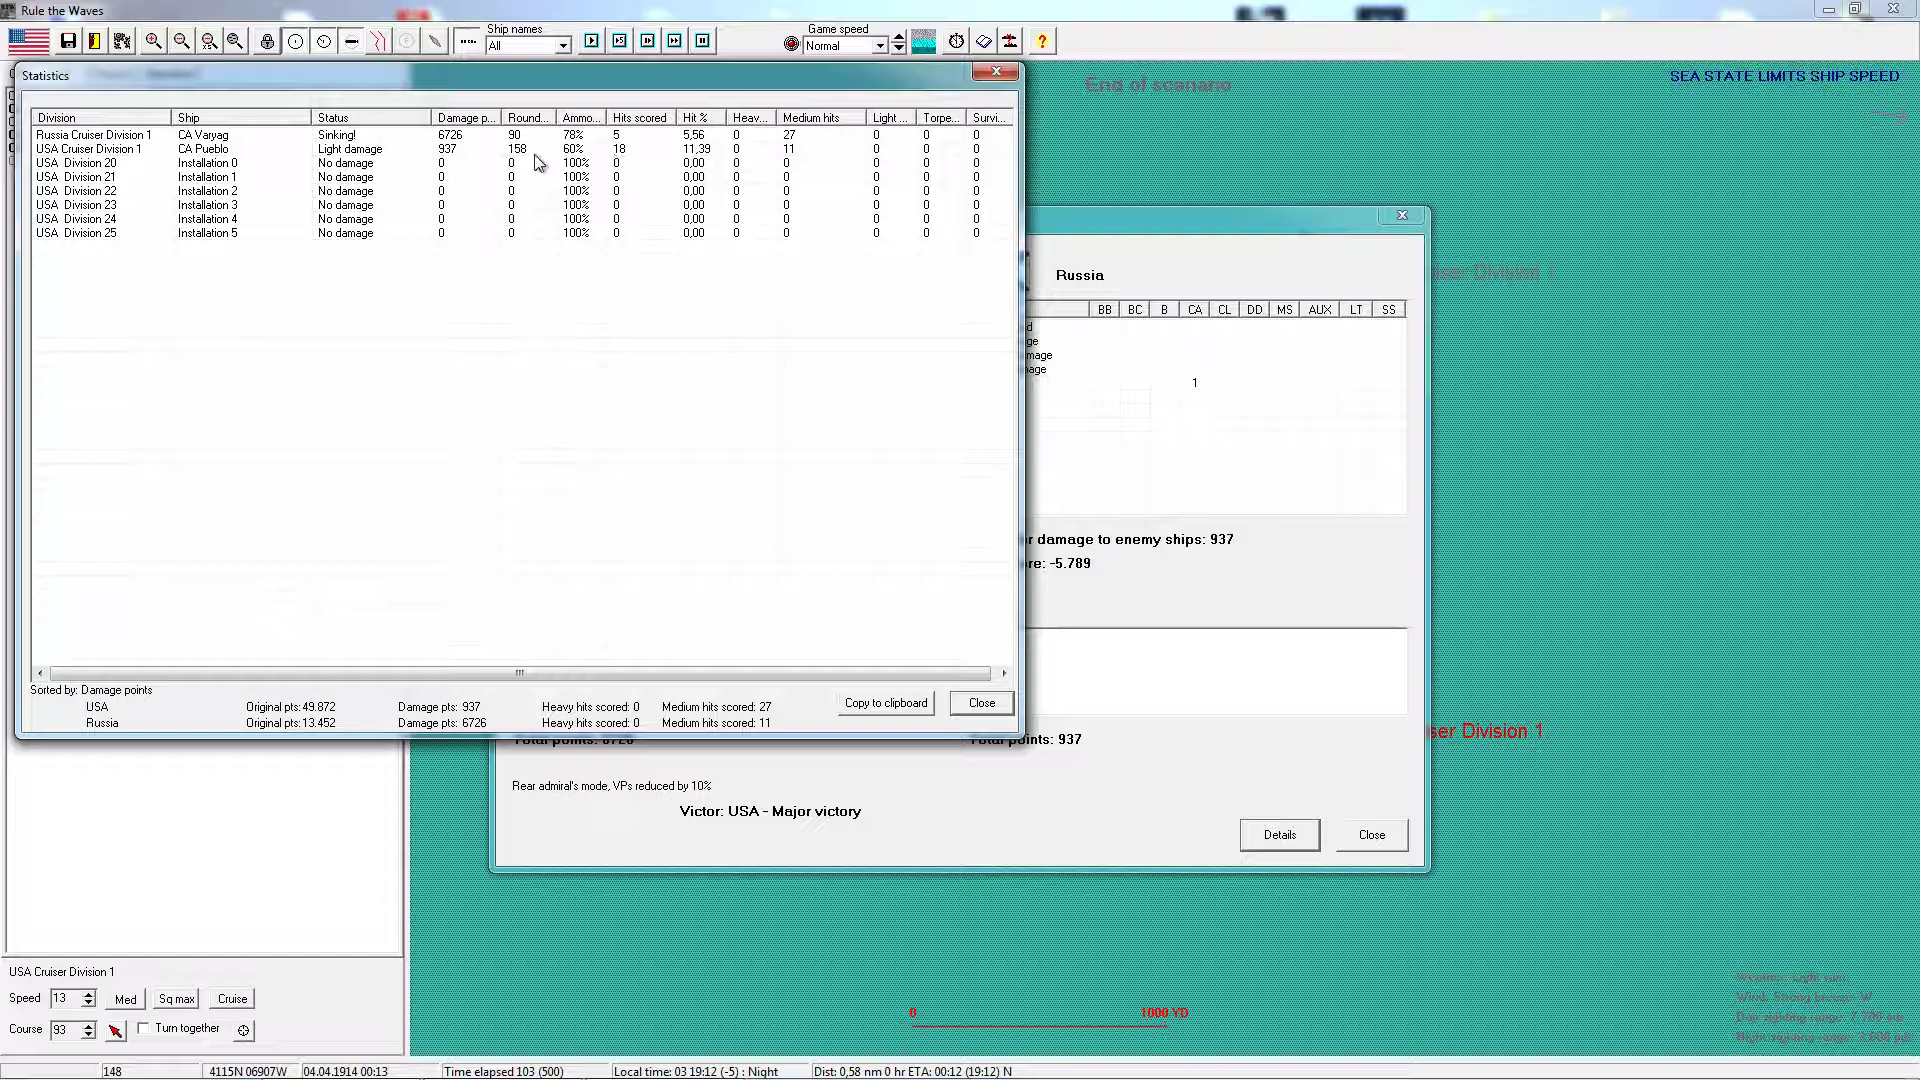 Rule the Waves
Ship names
All
Game speed
Normal
?
End of scenario
SEA STATE LIMITS SHIP SPEED
Statistics
Division Ship Status Damage p... Round... Ammo... Hits scored Hit % Heav... Medium hits Light ... Torpe... Survi...
Russia Cruiser Division 1 CA Varyag Sinking! 6726 90 78% 5 5,56 0 27 0 0 0
USA Cruiser Division 1 CA Pueblo Light damage 937 158 60% 18 11,39 0 11 0 0 0
USA Division 20 Installation 0 No damage 0 0 100% 0 0,00 0 0 0 0 0
USA Division 21 Installation 1 No damage 0 0 100% 0 0,00 0 0 0 0 0
USA Division 22 Installation 2 No damage 0 0 100% 0 0,00 0 0 0 0 0
USA Division 23 Installation 3 No damage 0 0 100% 0 0,00 0 0 0 0 0
USA Division 24 Installation 4 No damage 0 0 100% 0 0,00 0 0 0 0 0
USA Division 25 Installation 5 No damage 0 0 100% 0 0,00 0 0 0 0 0
Sorted by: Damage points
USA Original pts:49.872 Damage pts: 937 Heavy hits scored: 0 Medium hits scored: 27
Russia Original pts:13.452 Damage pts: 6726 Heavy hits scored: 0 Medium hits scored: 11
Copy to clipboard
Close
Russia
BB BC B CA CL DD MS AUX LT SS
d
ge
mage
nage
1
r damage to enemy ships: 937
re: -5.789
Total points: 6726
Total points: 937
Rear admiral's mode, VPs reduced by 10%
Victor: USA - Major victory
Details
Close
iser Division 1
ser Division 1
USA Cruiser Division 1
Speed 13 Med Sq max Cruise
Course 93 Turn together
0 1000 YD
Wind: Strong breeze: W
148 4115N 06907W 04.04.1914 00:13 Time elapsed 103 (500) Local time: 03 19:12 (-5) : Night Dist: 0,58 nm 0 hr ETA: 00:12 (19:12) N